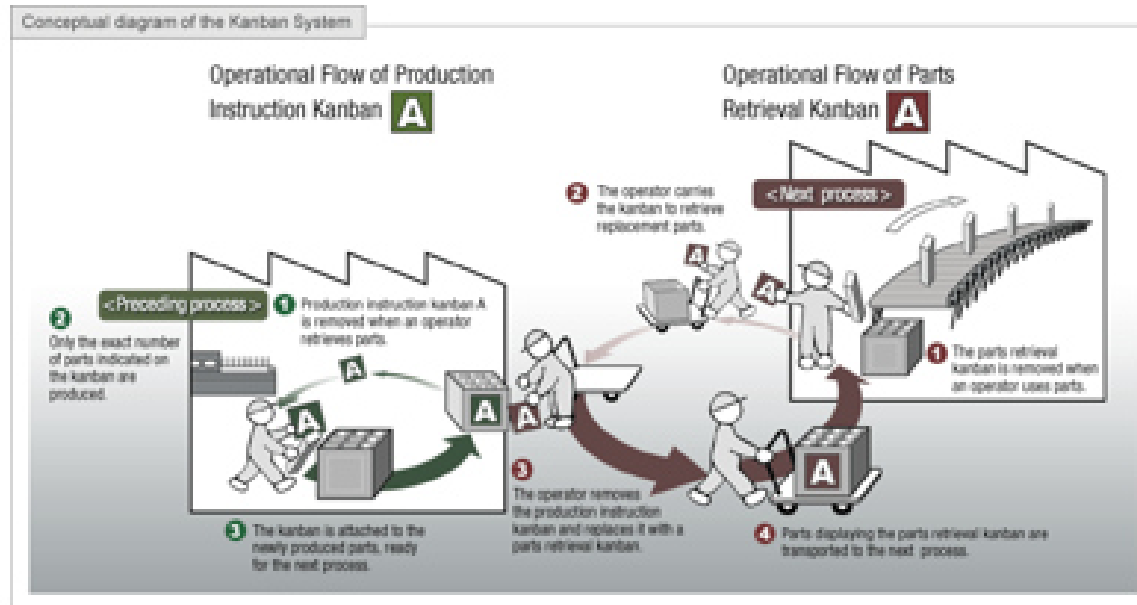 Conceptual diagram of the Kanban System
Operational Flow of Production
Instruction Kanban A
Operational Flow of Parts
Retrieval Kanban A
< Next process >
2 The operator carries
the kanban to retrieve
replacement parts.
A
A
1 The parts retrieval
kanban is removed when
an operator uses parts.
< Preceding process >
1 Production instruction kanban A
is removed when an operator
retrieves parts.
2
Only the exact number
of parts indicated on
the kanban are
produced.
A
A
A
A
A
3
The operator removes
the production instruction
kanban and replaces it with a
parts retrieval kanban.
3 The kanban is attached to the
newly produced parts, ready
for the next process.
4 Parts displaying the parts retrieval kanban are
transported to the next process.